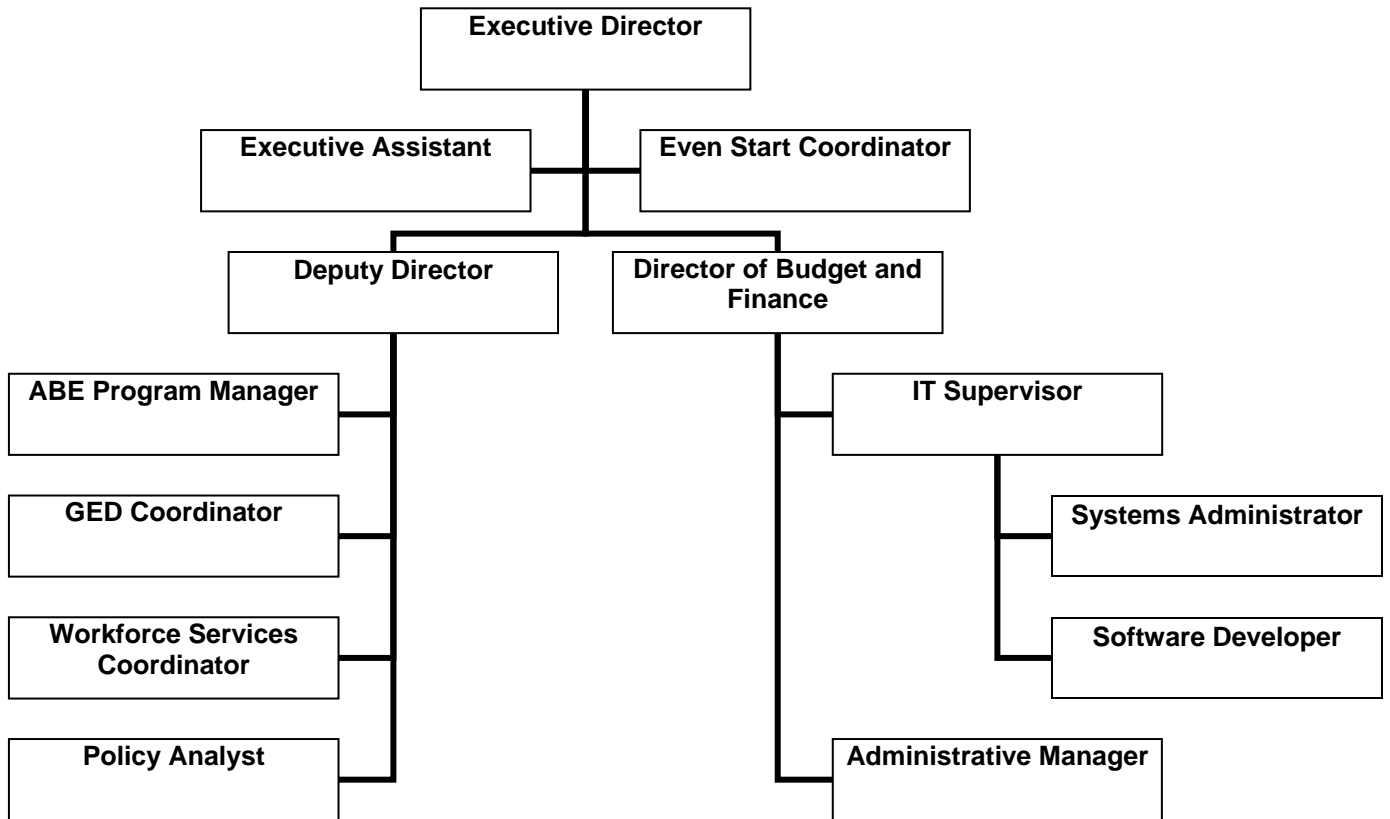 Executive Director
Executive Assistant
Even Start Coordinator
Deputy Director
Director of Budget and
Finance
ABE Program Manager
IT Supervisor
GED Coordinator
Systems Administrator
Workforce Services
Coordinator
Software Developer
Policy Analyst
Administrative Manager